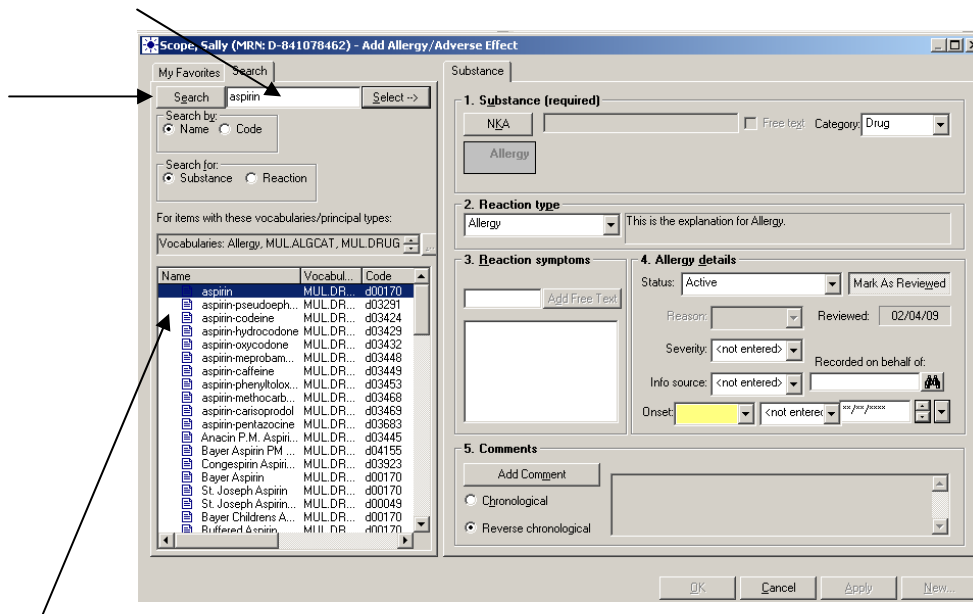 Scope, Sally (MRN: D-841078462) - Add Allergy/Adverse Effect
My Favorites Search
Search aspirin Select -->
Search by:
Name Code
Search for:
Substance Reaction
For items with these vocabularies/principal types:
Vocabularies: Allergy, MUL.ALGCAT, MUL.DRUG
Name Vocabul... Code
aspirin MUL.DR... d00170
aspirin-pseudoeph... MUL.DR... d03291
aspirin-codeine MUL.DR... d03424
aspirin-hydrocodone MUL.DR... d03429
aspirin-oxycodone MUL.DR... d03432
aspirin-meprobam... MUL.DR... d03448
aspirin-caffeine MUL.DR... d03449
aspirin-phenyltolox... MUL.DR... d03453
aspirin-methocarb... MUL.DR... d03468
aspirin-carisoprodol MUL.DR... d03469
aspirin-pentazocine MUL.DR... d03683
Anacin P.M. Aspiri... MUL.DR... d03445
Bayer Aspirin PM ... MUL.DR... d04155
Congespirin Aspiri... MUL.DR... d03923
Bayer Aspirin MUL.DR... d00170
St. Joseph Aspirin MUL.DR... d00170
St. Joseph Aspirin... MUL.DR... d00049
Bayer Childrens A... MUL.DR... d00170
Buffered Aspirin MUL.DR... d00170
Substance
1. Substance (required)
NKA Free text Category: Drug
Allergy
2. Reaction type
Allergy This is the explanation for Allergy.
3. Reaction symptoms
Add Free Text
4. Allergy details
Status: Active Mark As Reviewed
Reason: Reviewed: 02/04/09
Severity: <not entered>
Recorded on behalf of:
Info source: <not entered>
Onset: <not enterec **/**/****
5. Comments
Add Comment
Chronological
Reverse chronological
OK Cancel Apply New...